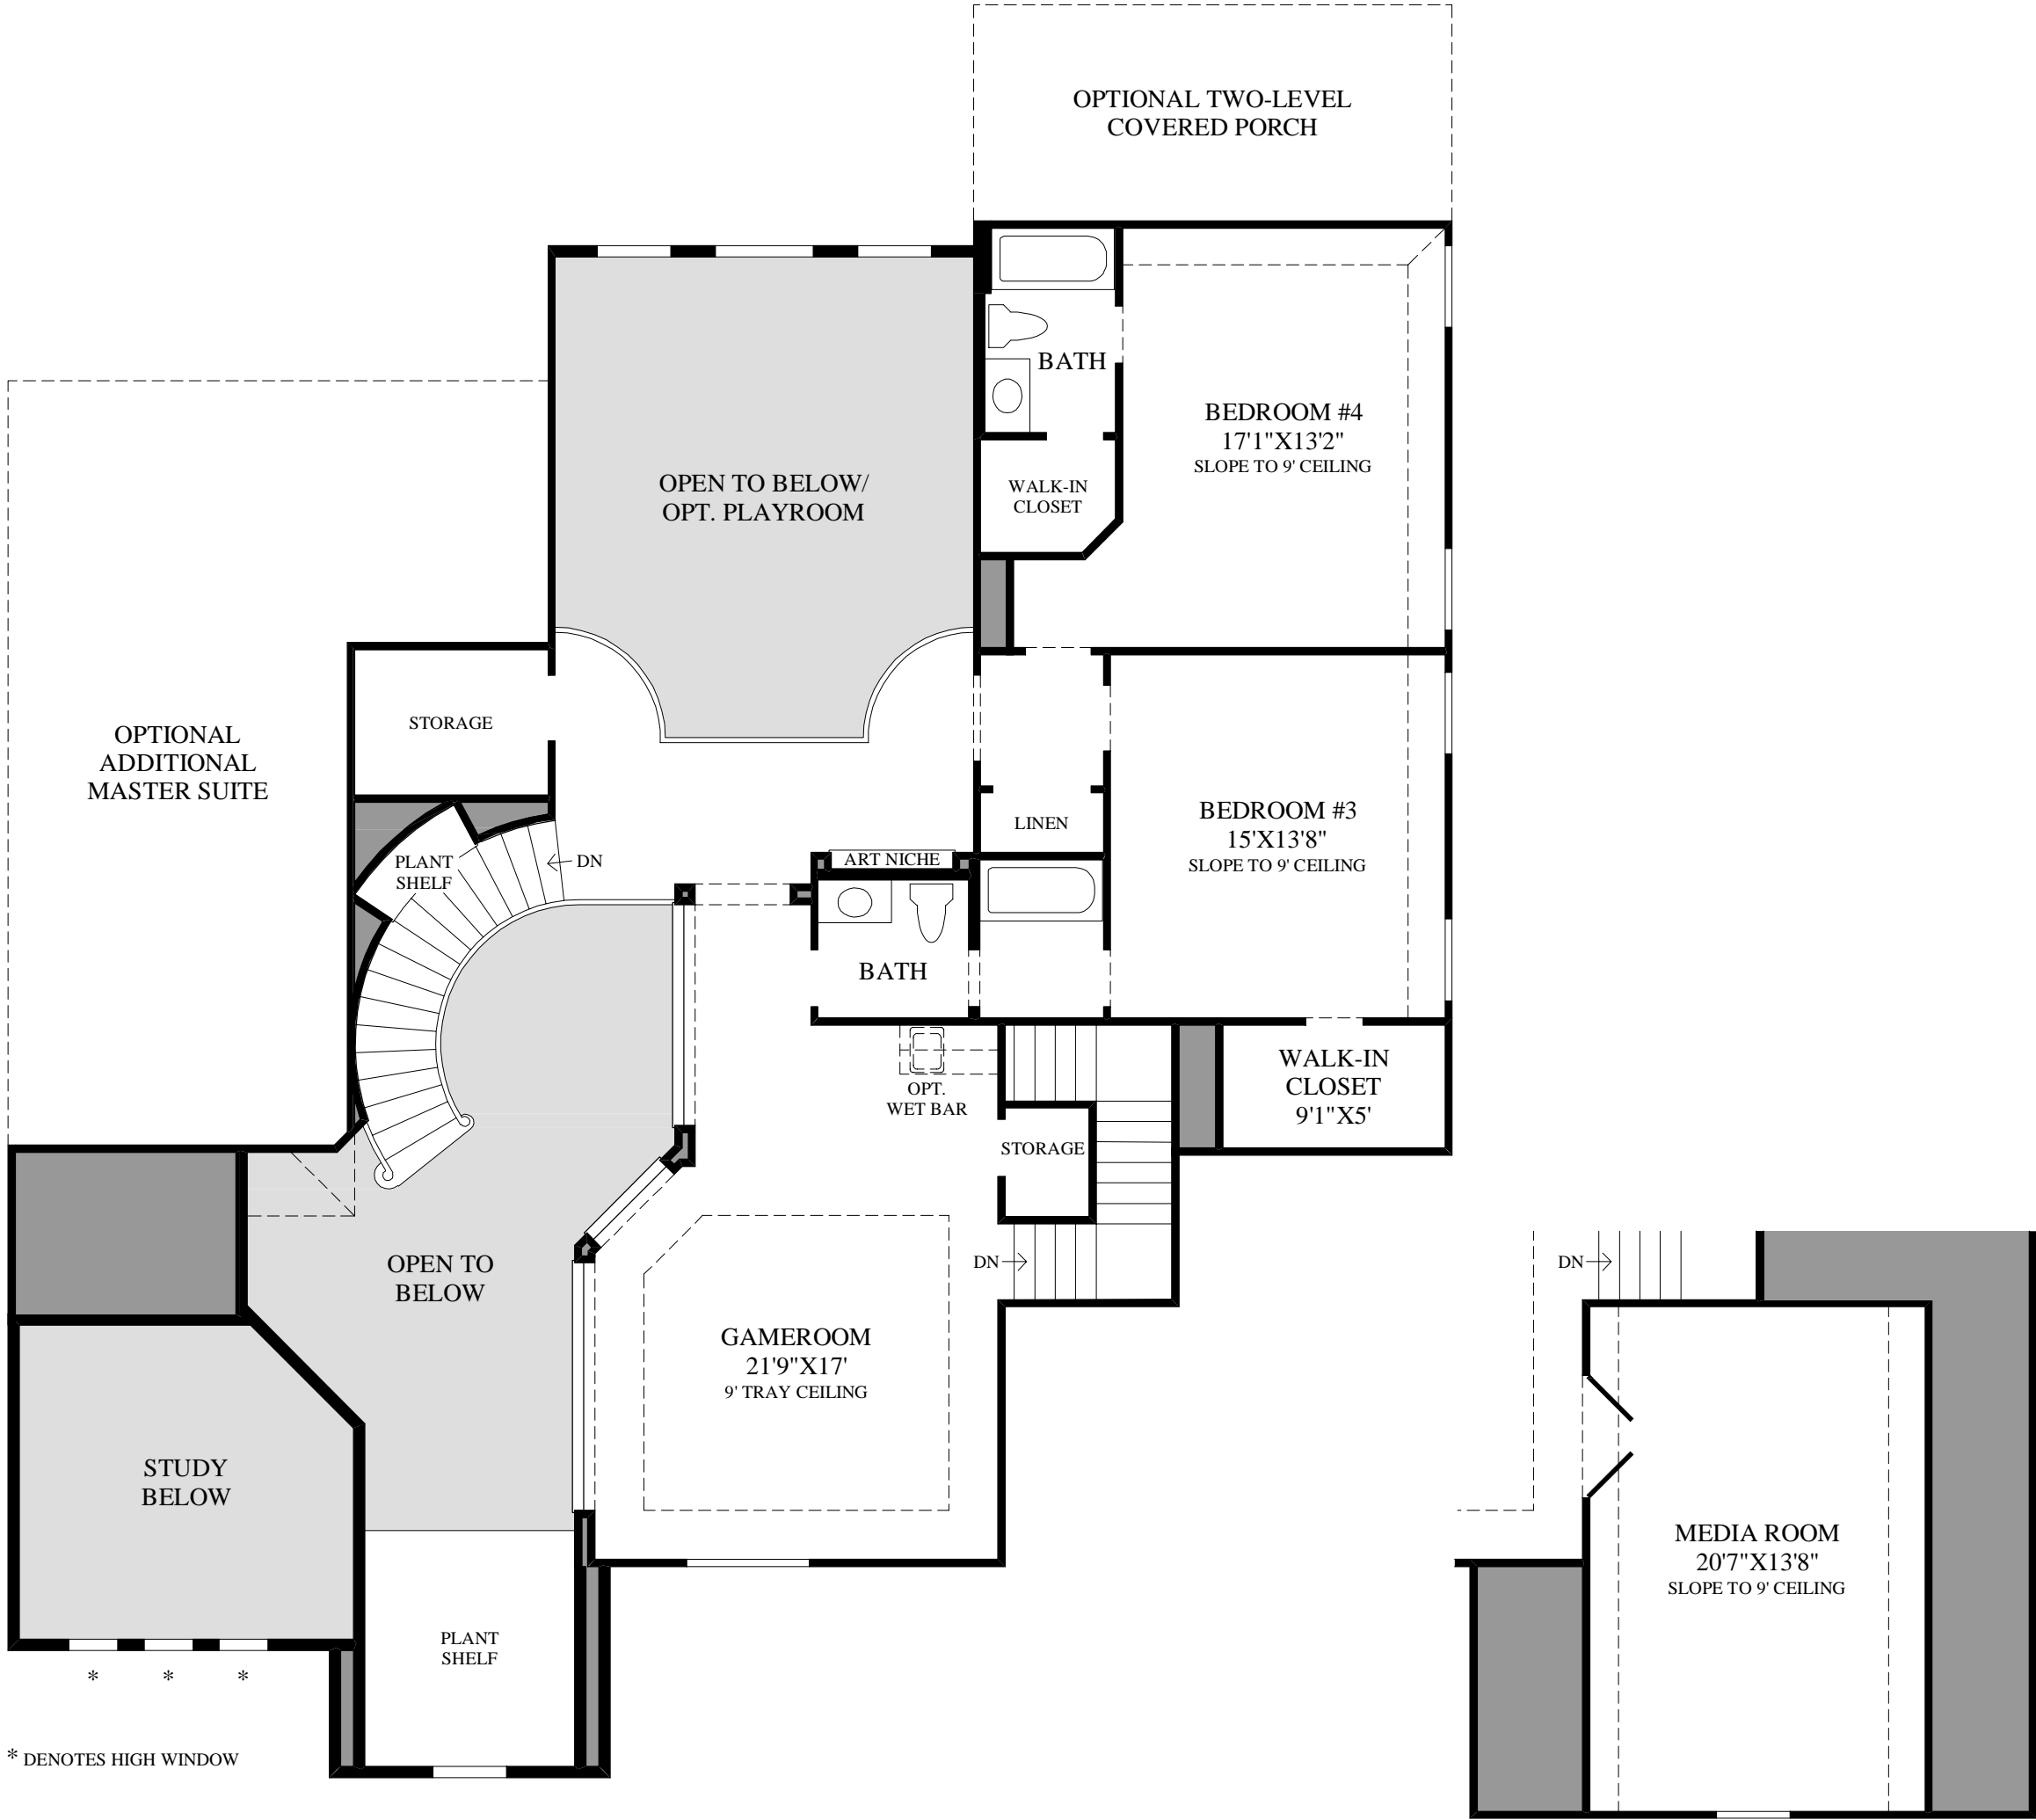 OPTIONAL TWO-LEVEL
COVERED PORCH
BATH
BEDROOM #4
17'1"X13'2"
SLOPE TO 9' CEILING
OPEN TO BELOW/
OPT. PLAYROOM
WALK-IN
CLOSET
STORAGE
OPTIONAL
ADDITIONAL
MASTER SUITE
BEDROOM #3
15'X13'8"
SLOPE TO 9' CEILING
LINEN
PLANT
SHELF
DN
ART NICHE
BATH
OPT.
WET BAR
WALK-IN
CLOSET
9'1"X5'
STORAGE
OPEN TO
BELOW
DN
DN
GAMEROOM
21'9"X17'
9' TRAY CEILING
STUDY
BELOW
MEDIA ROOM
20'7"X13'8"
SLOPE TO 9' CEILING
PLANT
SHELF
* * *
* DENOTES HIGH WINDOW